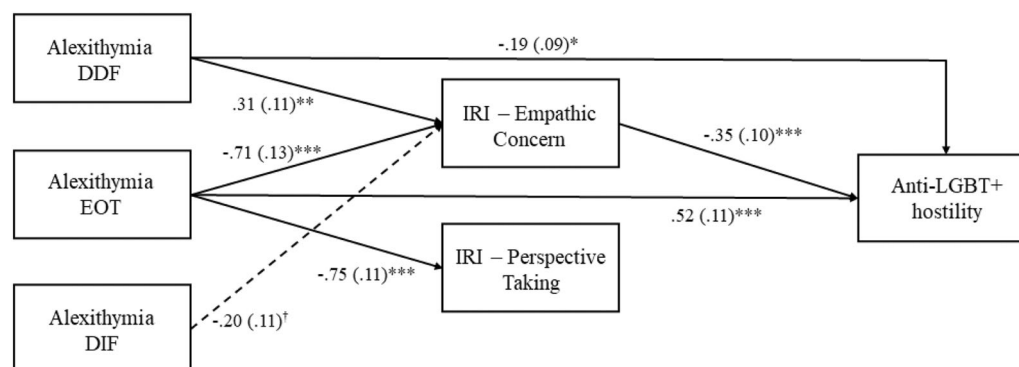 Alexithymia
DDF
-.19 (.09)*
.31 (.11)**
IRI – Empathic
Concern
-.71 (.13)***
-.35 (.10)***
Alexithymia
EOT
Anti-LGBT+
hostility
.52 (.11)***
IRI – Perspective
Taking
-.75 (.11)***
Alexithymia
DIF
-.20 (.11)†